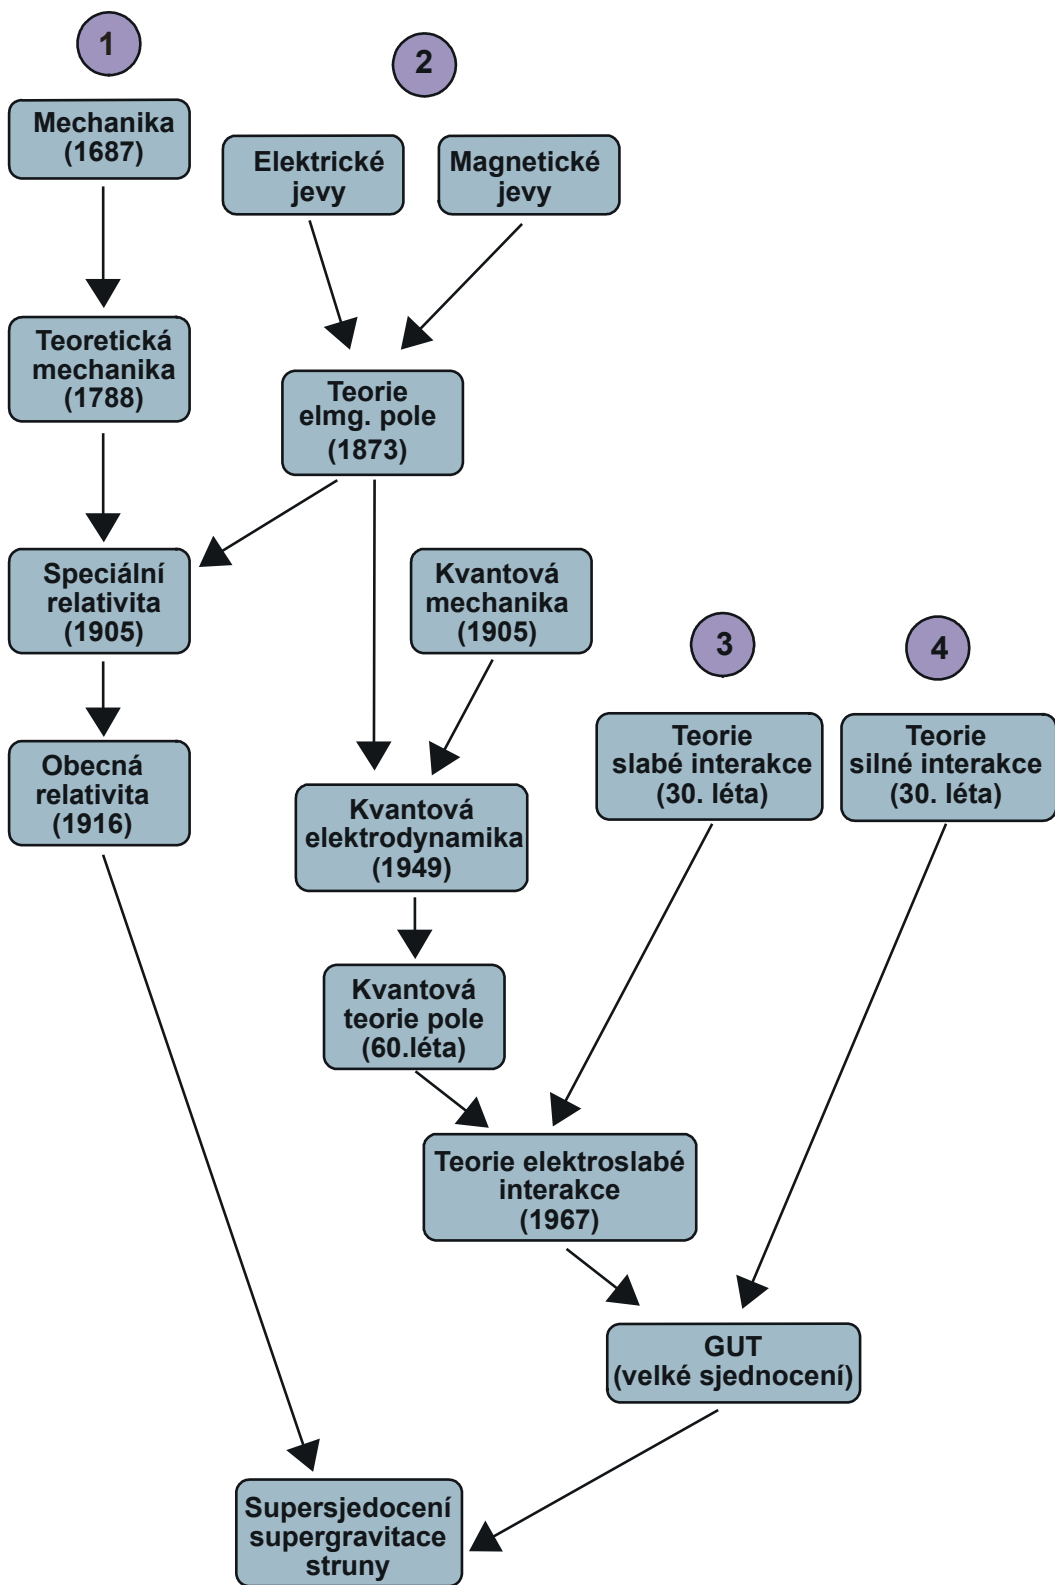 1
2
Mechanika
(1687)
Elektrické
jevy
Magnetické
jevy
Teoretická
mechanika
(1788)
Teorie
elmg. pole
(1873)
Speciální
relativita
(1905)
Kvantová
mechanika
(1905)
3
4
Obecná
relativita
(1916)
Teorie
slabé interakce
(30. léta)
Teorie
silné interakce
(30. léta)
Kvantová
elektrodynamika
(1949)
Kvantová
teorie pole
(60.léta)
Teorie elektroslabé
interakce
(1967)
GUT
(velké sjednocení)
Supersjedocení
supergravitace
struny